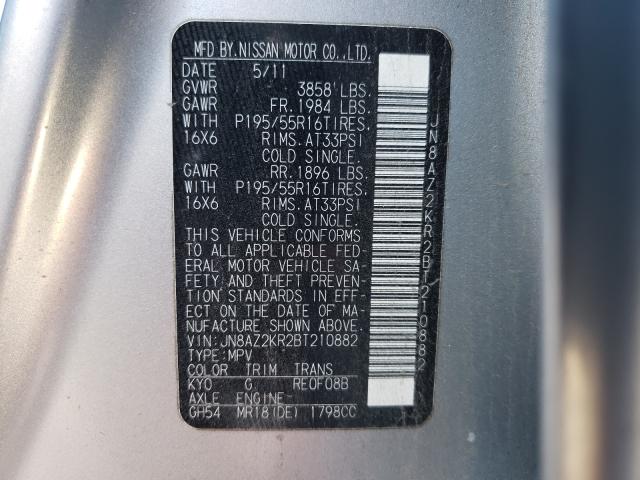 MFD BY.NISSAN MOTOR CO.,LTD.
DATE 5/11
GVWR 3858 LBS.
GAWR FR.1984 LBS.
WITH P195/55R16TIRES.
16X6 RIMS.AT33PSI
COLD SINGLE.
GAWR RR.1896 LBS.
WITH P195/55R16TIRES.
16X6 RIMS.AT33PSI
COLD SINGLE.
THIS VEHICLE CONFORMS
TO ALL APPLICABLE FED-
ERAL MOTOR VEHICLE SA-
FETY AND THEFT PREVEN-
TION STANDARDS IN EFF-
ECT ON THE DATE OF MA-
NUFACTURE SHOWN ABOVE.
VIN:JN8AZ2KR2BT210882
TYPE:MPV
COLOR TRIM TRANS
KY0 G RE0F08B
AXLE ENGINE
GH54 MR18(DE) 1798CC
JN8AZ2KR2BT210882